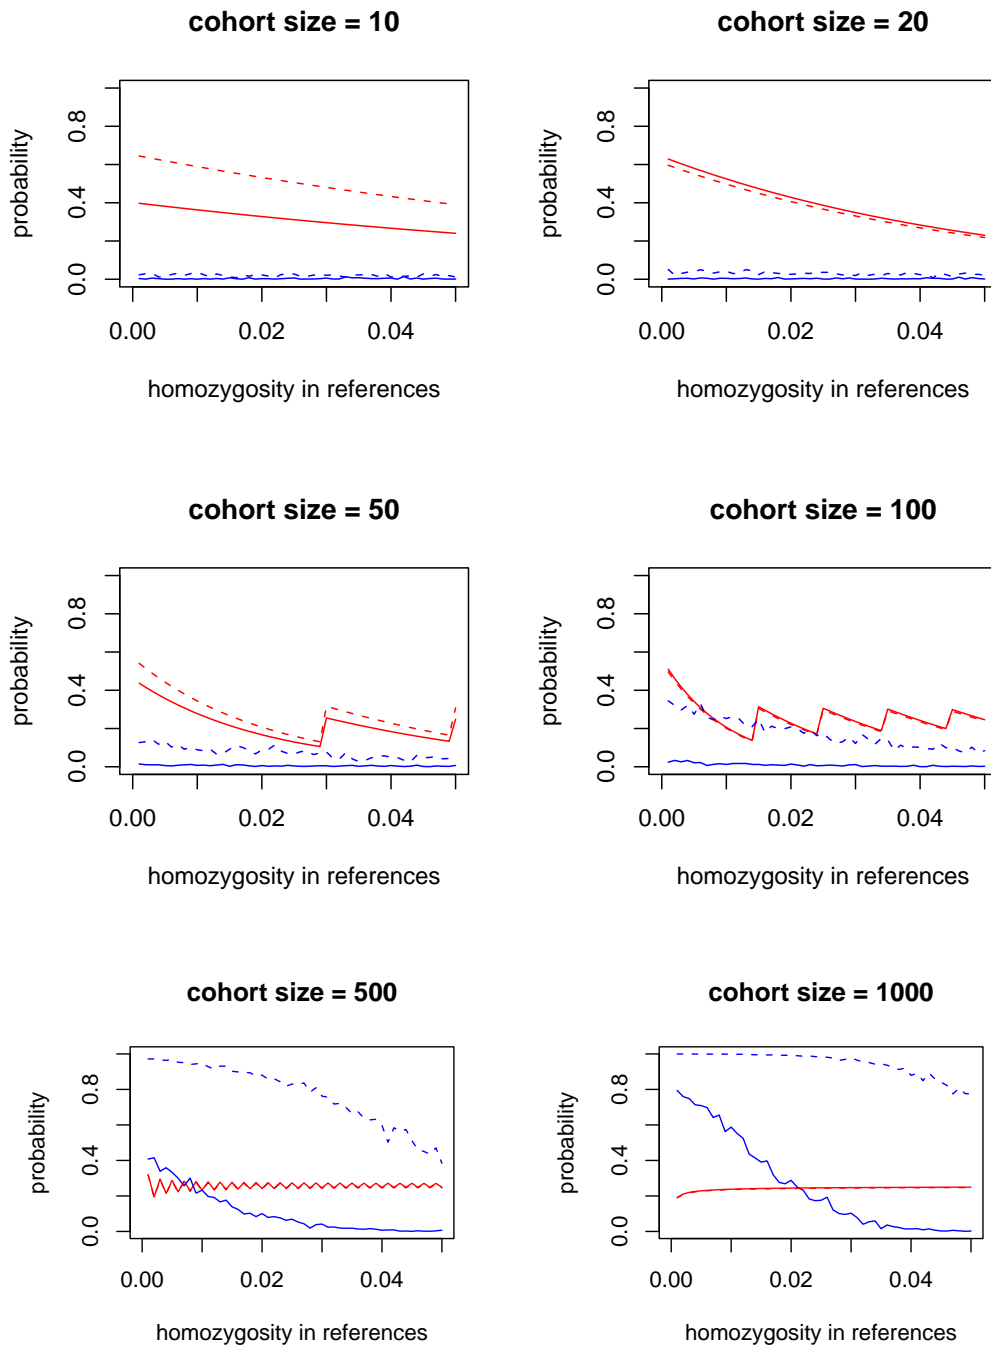 cohort size = 10
probability
0.0 0.4 0.8
0.00 0.02 0.04
homozygosity in references
cohort size = 20
probability
0.0 0.4 0.8
0.00 0.02 0.04
homozygosity in references
cohort size = 50
probability
0.0 0.4 0.8
0.00 0.02 0.04
homozygosity in references
cohort size = 100
probability
0.0 0.4 0.8
0.00 0.02 0.04
homozygosity in references
cohort size = 500
probability
0.0 0.4 0.8
0.00 0.02 0.04
homozygosity in references
cohort size = 1000
probability
0.0 0.4 0.8
0.00 0.02 0.04
homozygosity in references